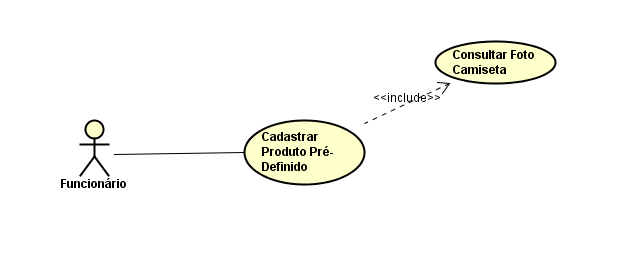 Consultar Foto
Camiseta
<<include>>
Cadastrar
Produto Pré-
Definido
Funcionário